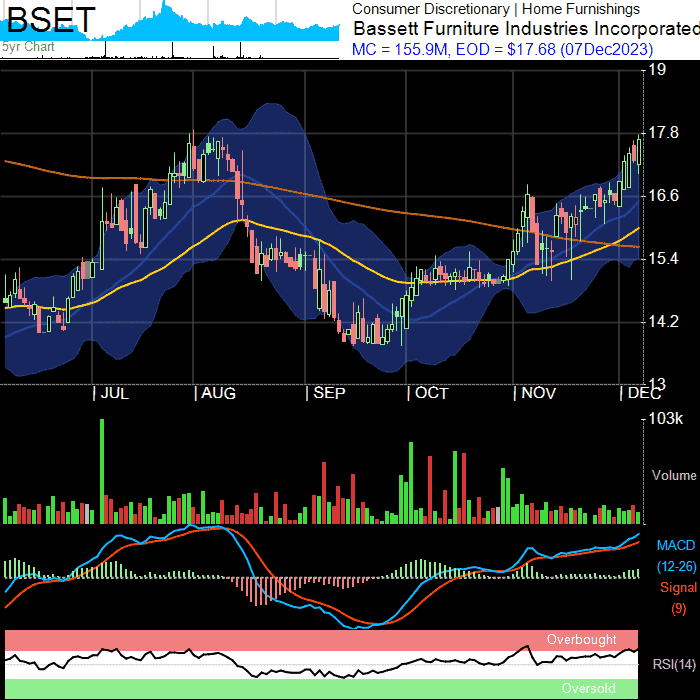 BSET
Consumer Discretionary | Home Furnishings
Bassett Furniture Industries Incorporated
MC = 155.9M, EOD = $17.68 (07Dec2023)
5yr Chart
19
17.8
16.6
15.4
14.2
13
| JUL | AUG | SEP | OCT | NOV | DEC
103k
Volume
MACD
(12-26)
Signal
(9)
Overbought
RSI(14)
Oversold